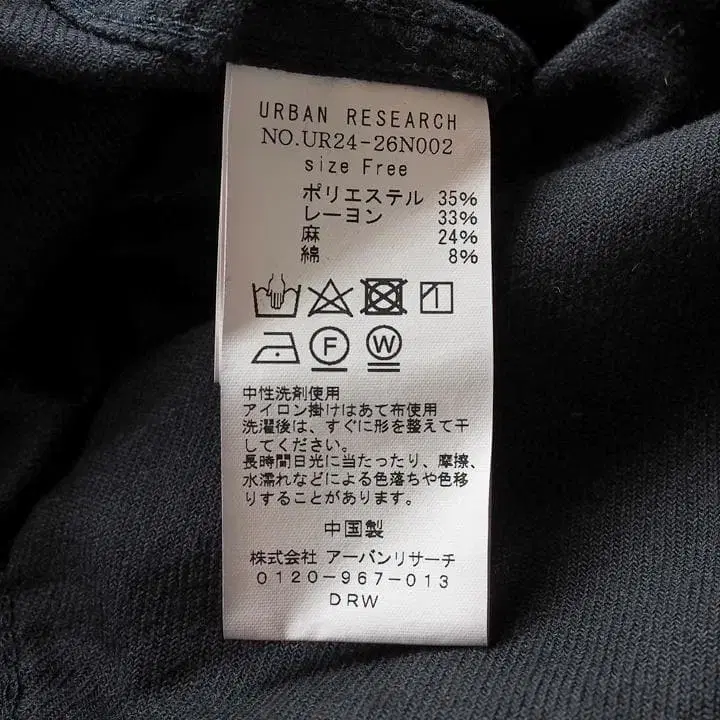 URBAN RESEARCH
NO.UR24-26N002
size Free
ポリエステル 35%
レーヨン 33%
麻 24%
綿 8%
F W
中性洗剤使用
アイロン掛けはあて布使用
洗濯後は、すぐに形を整えて干
してください。
長時間日光に当たったり、摩擦、
水濡れなどによる色落ちや色移
りすることがあります。
中国製
株式会社 アーバンリサーチ
0120-967-013
DRW